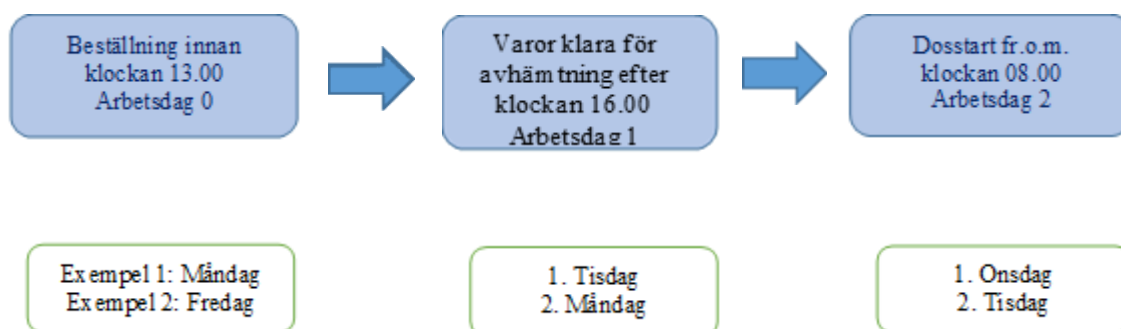 Beställning innan
klockan 13.00
Arbetsdag 0
Varor klara för
avhämtning efter
klockan 16.00
Arbetsdag 1
Dosstart fr.o.m.
klockan 08.00
Arbetsdag 2
Exempel 1: Måndag
Exempel 2: Fredag
1. Tisdag
2. Måndag
1. Onsdag
2. Tisdag